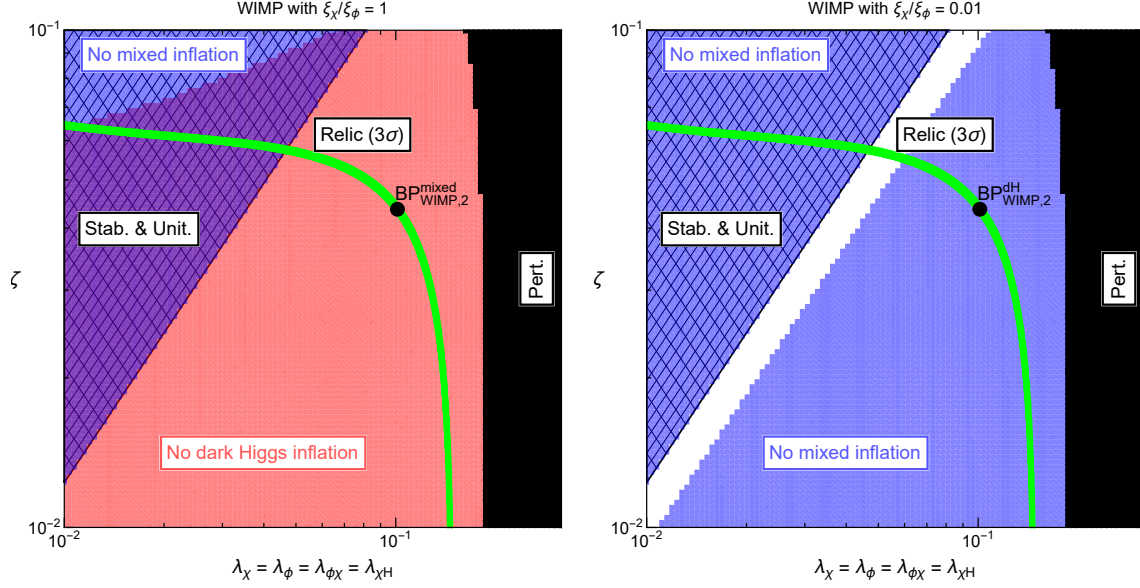 WIMP with ξχ/ξϕ = 1
10⁻¹
No mixed inflation
Relic (3σ)
BP^mixed_WIMP,2
Stab. & Unit.
ζ
Pert.
No dark Higgs inflation
10⁻²
10⁻² 10⁻¹
λχ = λϕ = λϕχ = λχH
WIMP with ξχ/ξϕ = 0.01
10⁻¹
No mixed inflation
Relic (3σ)
BP^dH_WIMP,2
Stab. & Unit.
ζ
Pert.
No mixed inflation
10⁻²
10⁻² 10⁻¹
λχ = λϕ = λϕχ = λχH